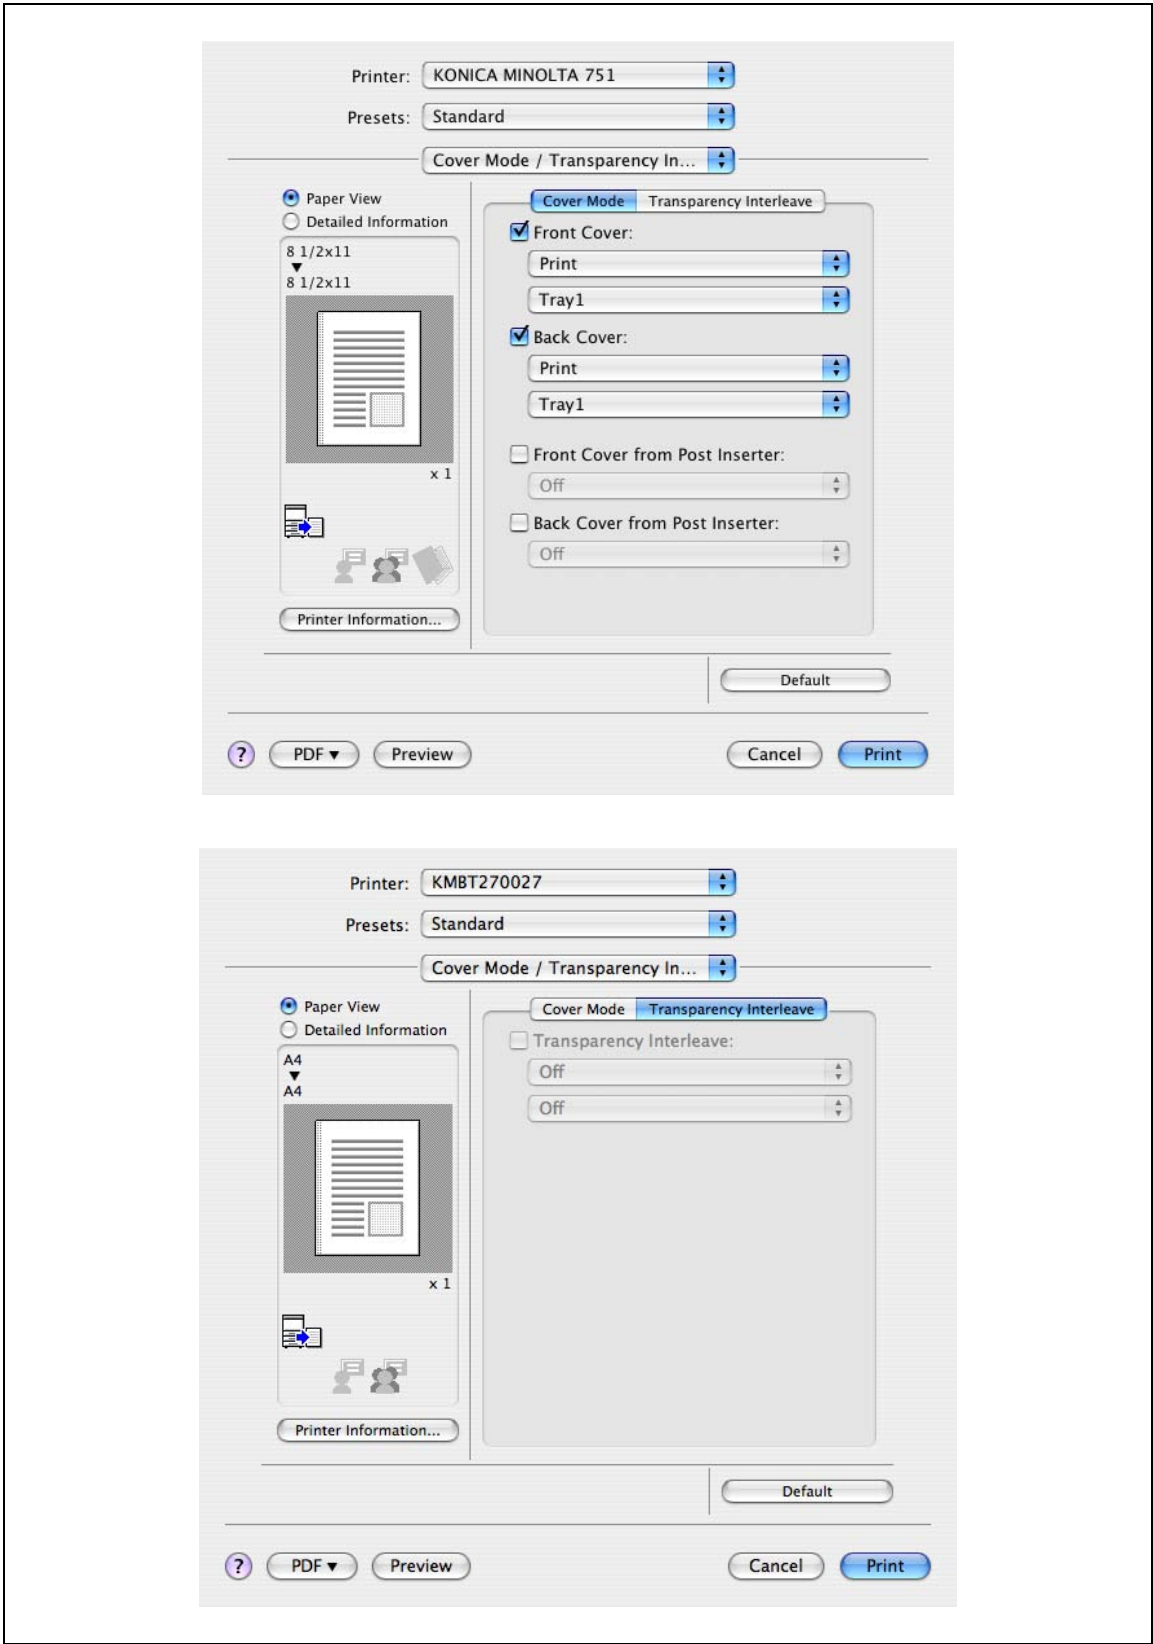 Printer: KONICA MINOLTA 751
Presets: Standard
Cover Mode / Transparency In...
Paper View
Detailed Information
8 1/2x11
8 1/2x11
x 1
Printer Information...
Cover Mode Transparency Interleave
Front Cover:
Print
Tray1
Back Cover:
Print
Tray1
Front Cover from Post Inserter:
Off
Back Cover from Post Inserter:
Off
Default
? PDF▼ Preview Cancel Print
Printer: KMBT270027
Presets: Standard
Cover Mode / Transparency In...
Paper View
Detailed Information
A4
A4
x 1
Printer Information...
Cover Mode Transparency Interleave
Transparency Interleave:
Off
Off
Default
? PDF▼ Preview Cancel Print